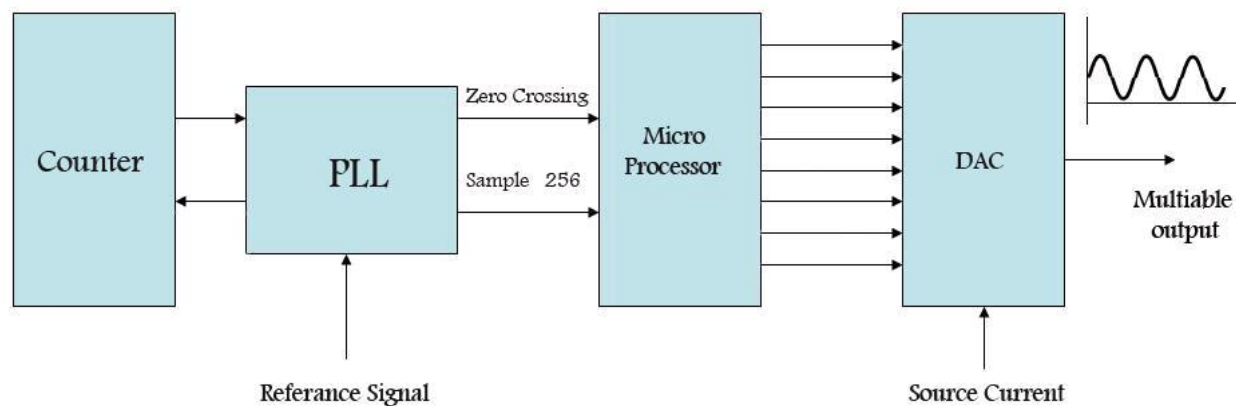 Counter
PLL
Zero Crossing
Sample 256
Micro
Processor
DAC
Multiable
output
Referance Signal
Source Current